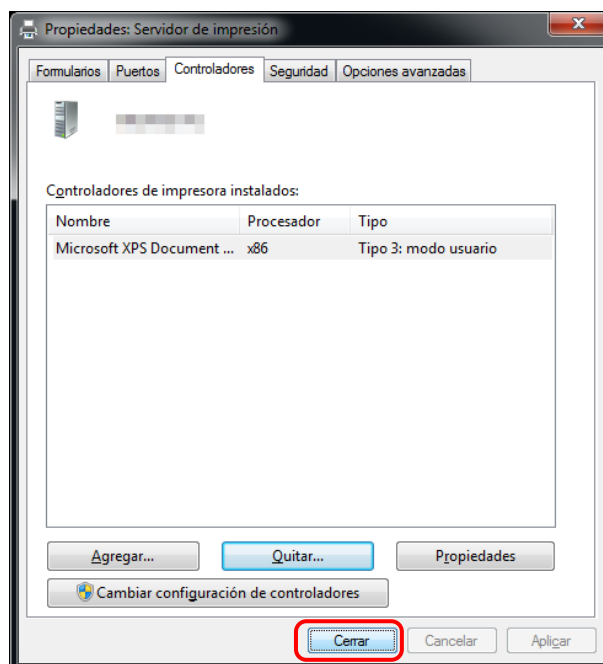 Propiedades: Servidor de impresión
Formularios Puertos Controladores Seguridad Opciones avanzadas
Controladores de impresora instalados:
Nombre Procesador Tipo
Microsoft XPS Document ... x86 Tipo 3: modo usuario
Agregar... Quitar... Propiedades
Cambiar configuración de controladores
Cerrar Cancelar Aplicar